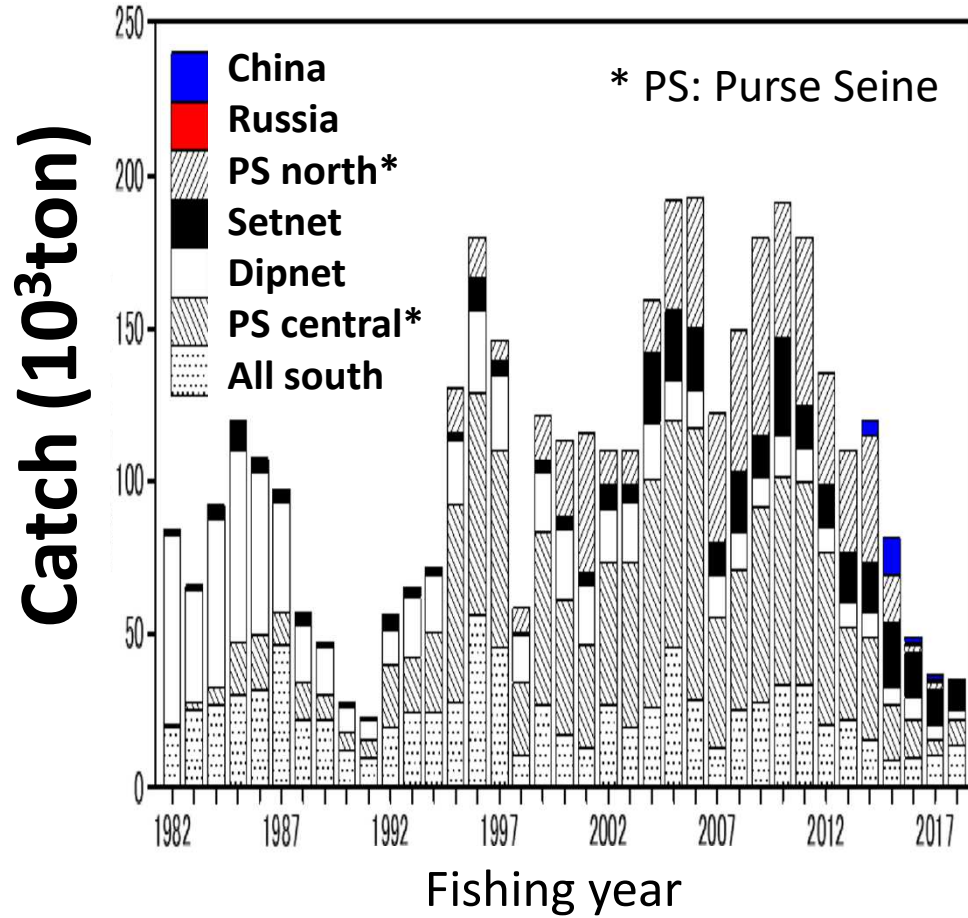 250
200
150
100
50
0
Catch (10³ton)
China
Russia
PS north*
Setnet
Dipnet
PS central*
All south
* PS: Purse Seine
1982 1987 1992 1997 2002 2007 2012 2017
Fishing year